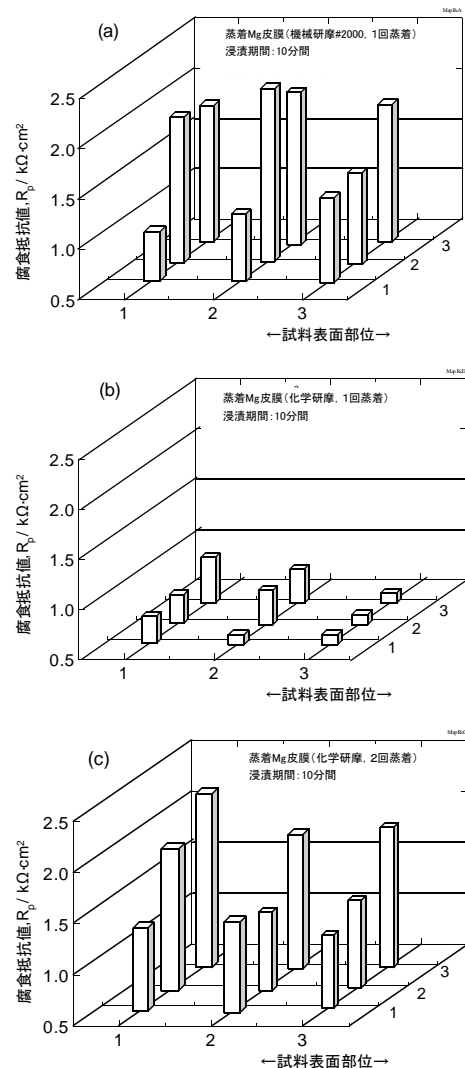 MapRcA
(a)
蒸着Mg皮膜(機械研摩#2000, 1回蒸着)
浸漬期間:10分間
腐食抵抗値,Rp/ kΩ·cm²
2.5
2.0
1.5
1.0
0.5
1
2
3
1
2
3
←試料表面部位→
(b)
蒸着Mg皮膜(化学研摩, 1回蒸着)
浸漬期間:10分間
腐食抵抗値,Rp/ kΩ·cm²
2.5
2.0
1.5
1.0
0.5
1
2
3
1
2
3
←試料表面部位→
(c)
蒸着Mg皮膜(化学研摩, 2回蒸着)
浸漬期間:10分間
腐食抵抗値,Rp/ kΩ·cm²
2.5
2.0
1.5
1.0
0.5
1
2
3
1
2
3
←試料表面部位→